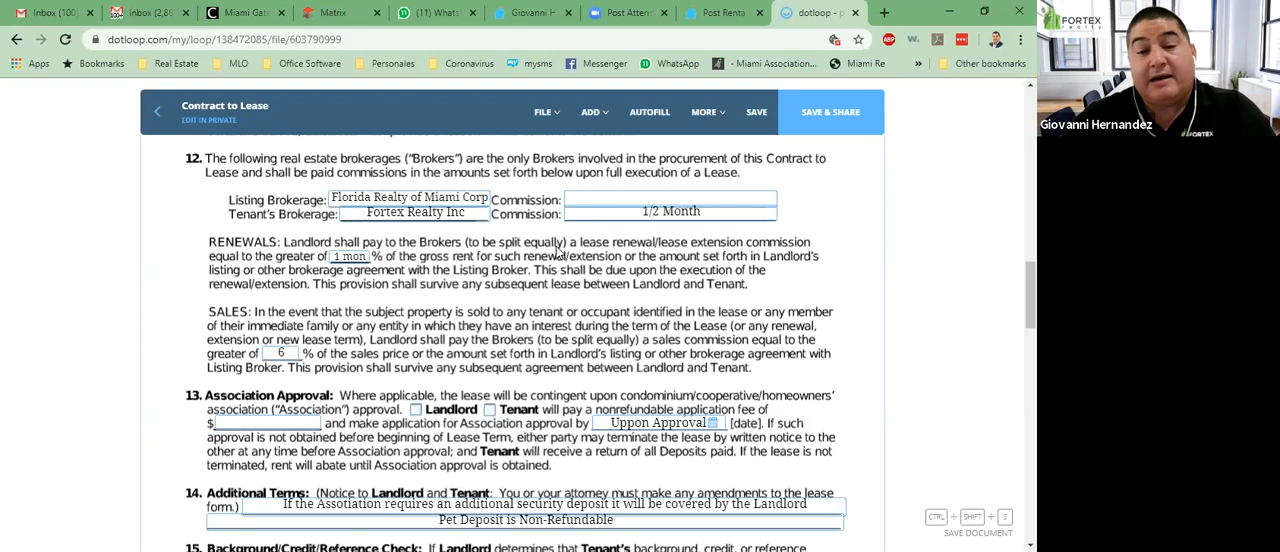 Inbox (100)
Inbox (2,88
Miami Gate
Matrix
(11) Whats
Giovanni H
Post Atten
Post Renta
dotloop - p
dotloop.com/my/loop/138472085/file/603790999
ABP
W.
Apps
Bookmarks
Real Estate
MLO
Office Software
Personales
Coronavirus
mysms
Messenger
WhatsApp
- Miami Association...
Miami Re
Other bookmarks
FORTEX
realty
Giovanni Hernandez
Contract to Lease
EDIT IN PRIVATE
FILE
ADD
AUTOFILL
MORE
SAVE
SAVE & SHARE
12. The following real estate brokerages ("Brokers") are the only Brokers involved in the procurement of this Contract to
Lease and shall be paid commissions in the amounts set forth below upon full execution of a Lease.
Listing Brokerage: Florida Realty of Miami Corp Commission:
Tenant's Brokerage: Fortex Realty Inc Commission: 1/2 Month
RENEWALS: Landlord shall pay to the Brokers (to be split equally) a lease renewal/lease extension commission
equal to the greater of 1 mon % of the gross rent for such renewal/extension or the amount set forth in Landlord's
listing or other brokerage agreement with the Listing Broker. This shall be due upon the execution of the
renewal/extension. This provision shall survive any subsequent lease between Landlord and Tenant.
SALES: In the event that the subject property is sold to any tenant or occupant identified in the lease or any member
of their immediate family or any entity in which they have an interest during the term of the Lease (or any renewal,
extension or new lease term), Landlord shall pay the Brokers (to be split equally) a sales commission equal to the
greater of 6 % of the sales price or the amount set forth in Landlord's listing or other brokerage agreement with
Listing Broker. This provision shall survive any subsequent agreement between Landlord and Tenant.
13. Association Approval: Where applicable, the lease will be contingent upon condominium/cooperative/homeowners'
association ("Association") approval. Landlord Tenant will pay a nonrefundable application fee of
$ and make application for Association approval by Uppon Approval [date]. If such
approval is not obtained before beginning of Lease Term, either party may terminate the lease by written notice to the
other at any time before Association approval; and Tenant will receive a return of all Deposits paid. If the lease is not
terminated, rent will abate until Association approval is obtained.
14. Additional Terms: (Notice to Landlord and Tenant: You or your attorney must make any amendments to the lease
form.) If the Assotiation requires an additional security deposit it will be covered by the Landlord
Pet Deposit is Non-Refundable
15. Background/Credit/Reference Check: If Landlord determines that Tenant's background, credit, or reference
CTRL + SHIFT + S
SAVE DOCUMENT